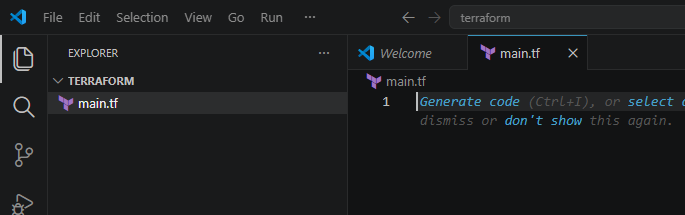 File Edit Selection View Go Run ···
terraform
EXPLORER ···
TERRAFORM
main.tf
Welcome
main.tf
main.tf
1 Generate code (Ctrl+I), or select
dismiss or don't show this again.